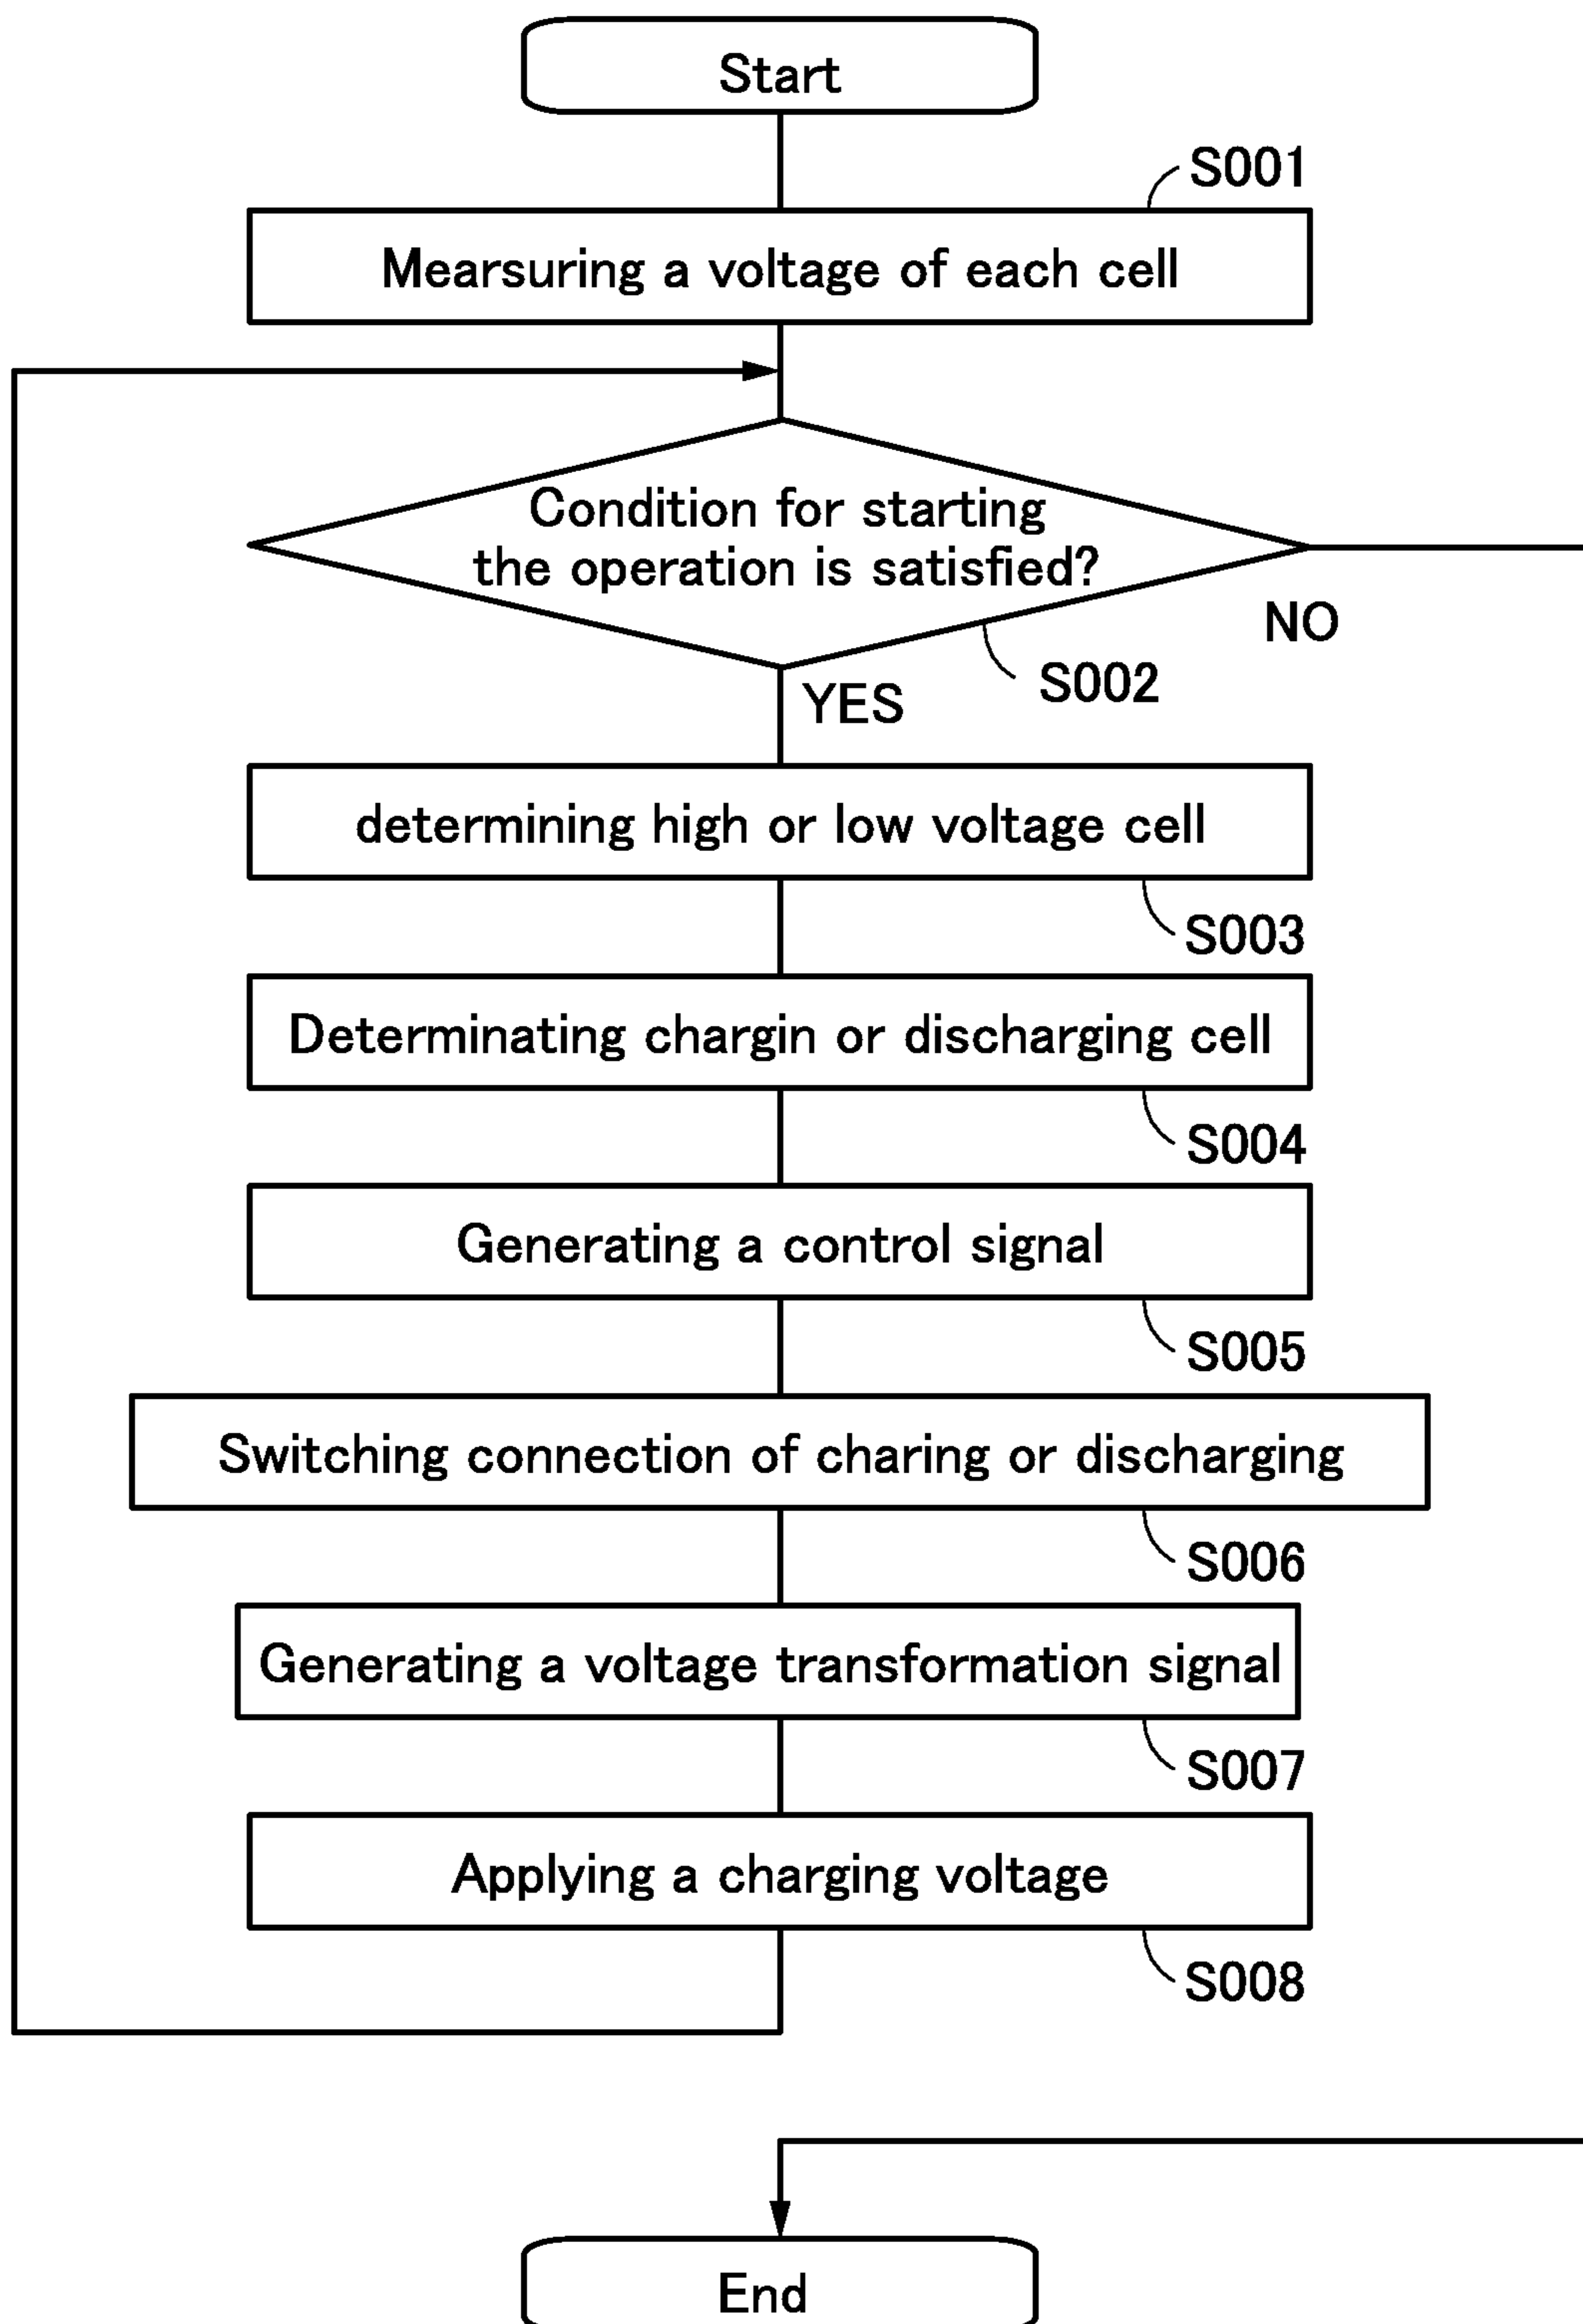 Start
S001
Mearsuring a voltage of each cell
Condition for starting
the operation is satisfied?
NO
S002
YES
determining high or low voltage cell
S003
Determinating chargin or discharging cell
S004
Generating a control signal
S005
Switching connection of charing or discharging
S006
Generating a voltage transformation signal
S007
Applying a charging voltage
S008
End